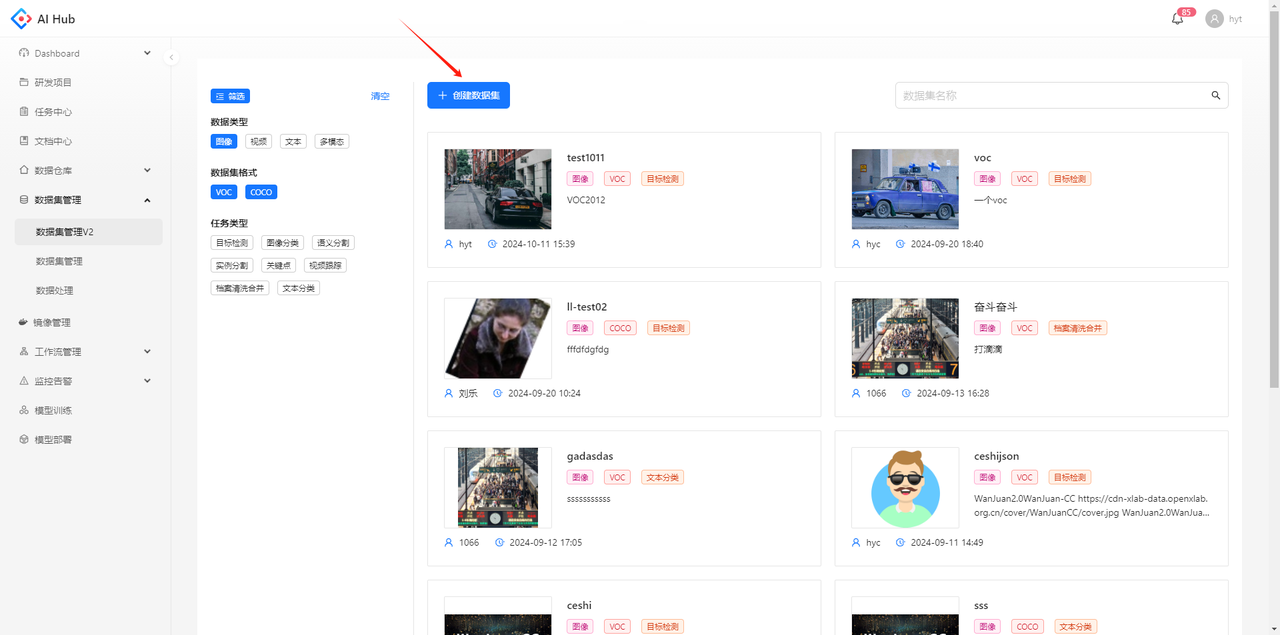 AI Hub
85
hyt
Dashboard
研发项目
任务中心
文档中心
数据仓库
数据集管理
数据集管理V2
数据集管理
数据处理
镜像管理
工作流管理
监控告警
模型训练
模型部署
筛选
清空
数据类型
图像 视频 文本 多模态
数据集格式
VOC COCO
任务类型
目标检测 图像分类 语义分割
实例分割 关键点 视频跟踪
档案清洗合并 文本分类
创建数据集
数据集名称
test1011
图像 VOC 目标检测
VOC2012
hyt 2024-10-11 15:39
voc
图像 VOC 目标检测
一个voc
hyc 2024-09-20 18:40
ll-test02
图像 COCO 目标检测
fffdfdgfdg
刘乐 2024-09-20 10:24
奋斗奋斗
图像 VOC 档案清洗合并
打滴滴
1066 2024-09-13 16:28
gadasdas
图像 VOC 文本分类
sssssssssss
1066 2024-09-12 17:05
ceshijson
图像 VOC 目标检测
WanJuan2.0WanJuan-CC https://cdn-xlab-data.openxlab.
org.cn/cover/WanJuanCC/cover.jpg WanJuan2.0WanJua...
hyc 2024-09-11 14:49
ceshi
图像 VOC 目标检测
sss
图像 COCO 文本分类